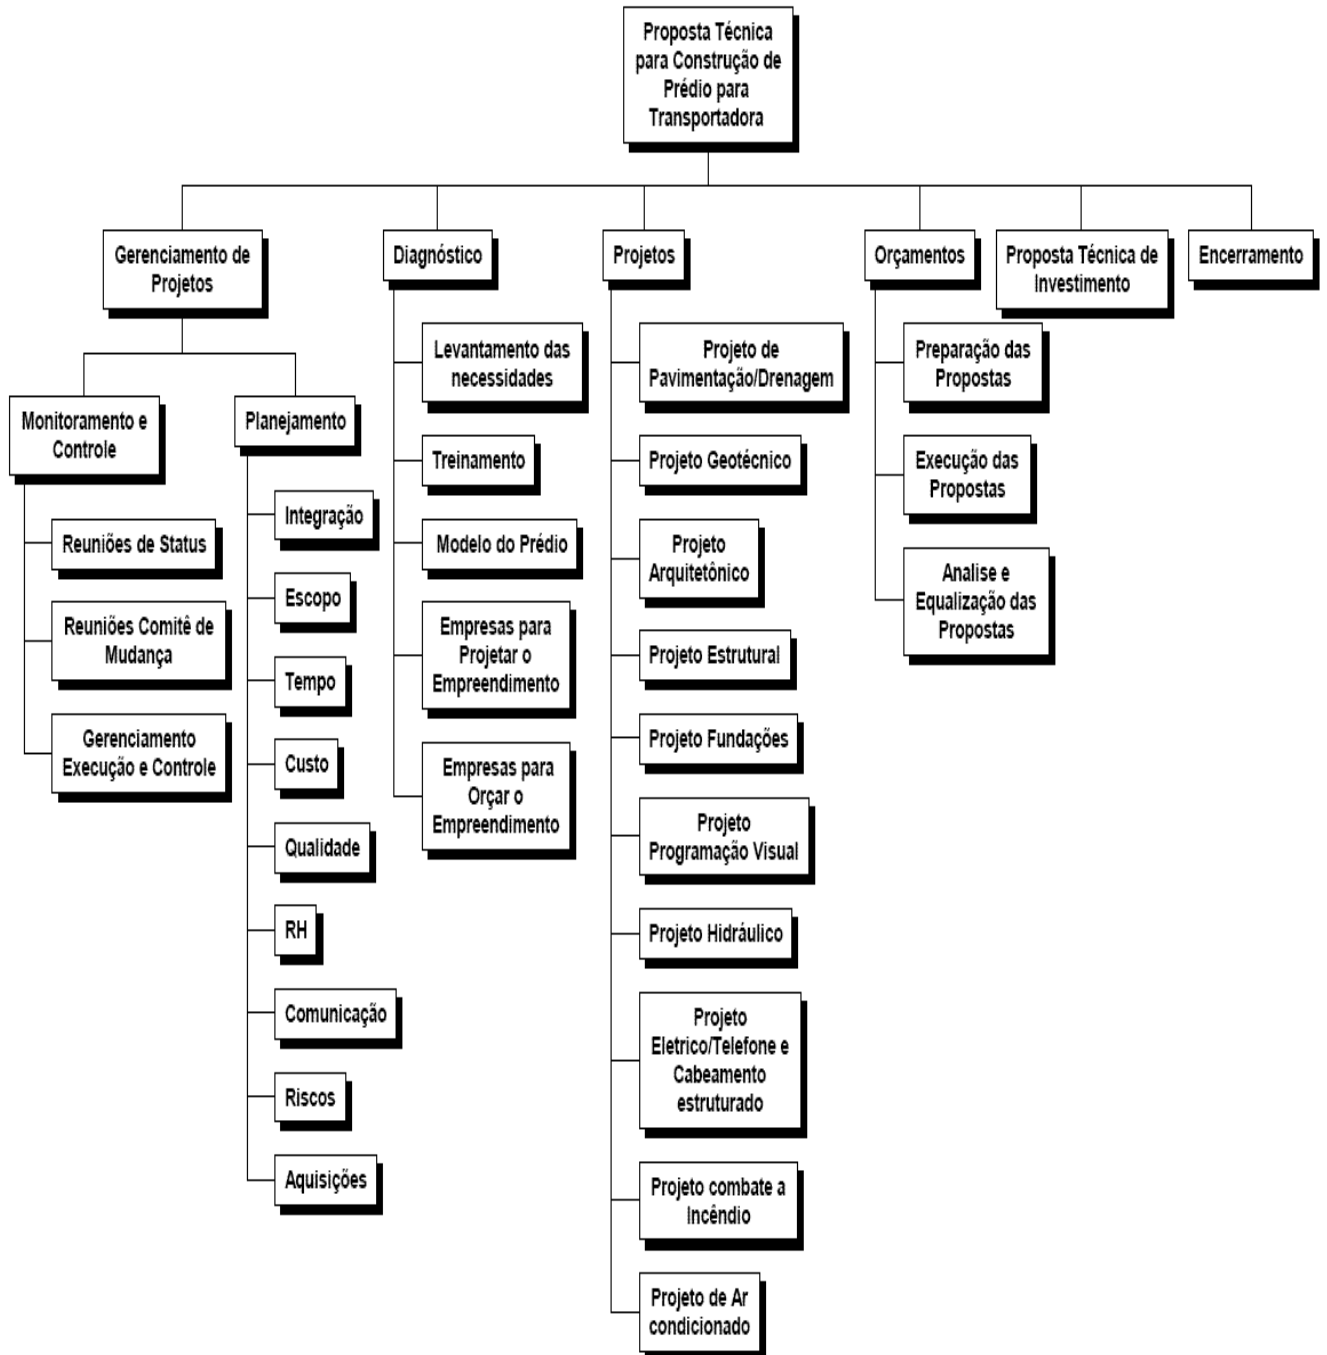 Proposta Técnica
para Construção de
Prédio para
Transportadora
Gerenciamento de
Projetos
Diagnóstico
Projetos
Orçamentos
Proposta Técnica de
Investimento
Encerramento
Monitoramento e
Controle
Reuniões de Status
Reuniões Comitê de
Mudança
Gerenciamento
Execução e Controle
Planejamento
Integração
Escopo
Tempo
Custo
Qualidade
RH
Comunicação
Riscos
Aquisições
Levantamento das
necessidades
Treinamento
Modelo do Prédio
Empresas para
Projetar o
Empreendimento
Empresas para
Orçar o
Empreendimento
Projeto de
Pavimentação/Drenagem
Projeto Geotécnico
Projeto
Arquitetônico
Projeto Estrutural
Projeto Fundações
Projeto
Programação Visual
Projeto Hidráulico
Projeto
Eletrico/Telefone e
Cabeamento
estruturado
Projeto combate a
Incêndio
Projeto de Ar
condicionado
Preparação das
Propostas
Execução das
Propostas
Analise e
Equalização das
Propostas